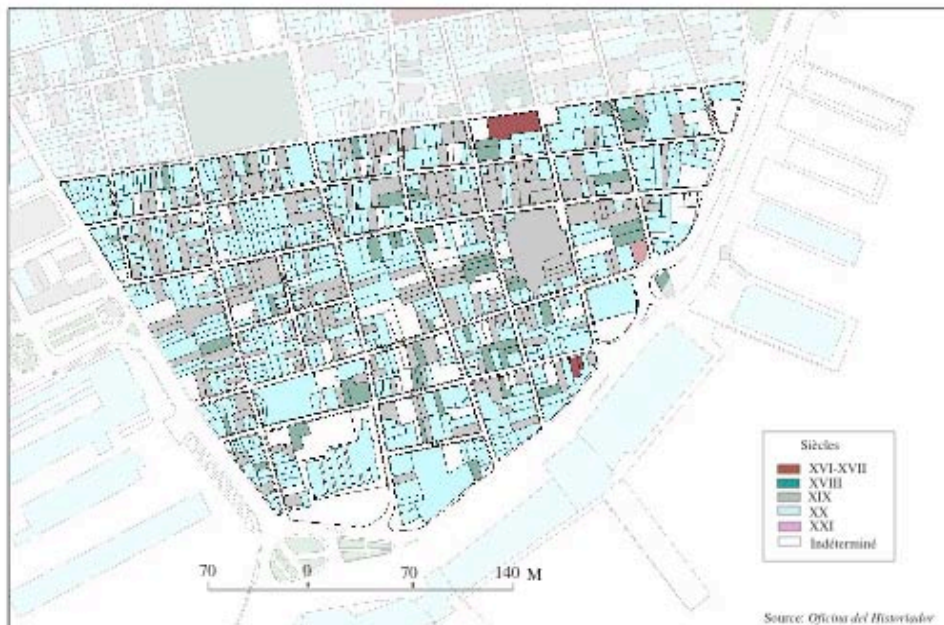 Siècles
XVI-XVII
XVIII
XIX
XX
XXI
Indéterminé
70 0 70 140 M
Source: Oficina del Historiador